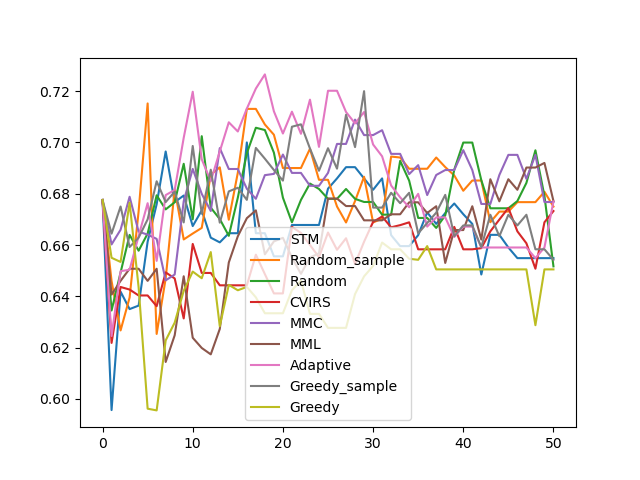 0.72
0.70
0.68
0.66
0.64
0.62
0.60
STM
Random_sample
Random
CVIRS
MMC
MML
Adaptive
Greedy_sample
Greedy
0 10 20 30 40 50